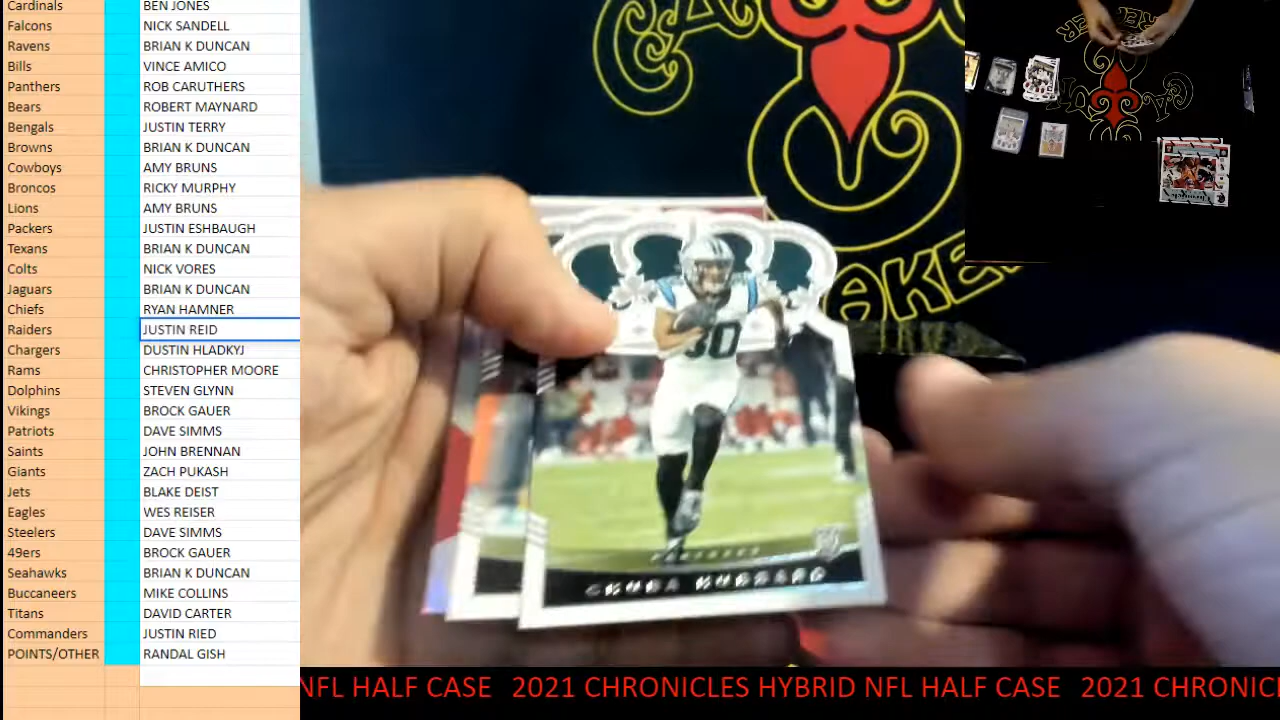 Cardinals BEN JONES
Falcons NICK SANDELL
Ravens BRIAN K DUNCAN
Bills VINCE AMICO
Panthers ROB CARUTHERS
Bears ROBERT MAYNARD
Bengals JUSTIN TERRY
Browns BRIAN K DUNCAN
Cowboys AMY BRUNS
Broncos RICKY MURPHY
Lions AMY BRUNS
Packers JUSTIN ESHBAUGH
Texans BRIAN K DUNCAN
Colts NICK VORES
Jaguars BRIAN K DUNCAN
Chiefs RYAN HAMNER
Raiders JUSTIN REID
Chargers DUSTIN HLADKYJ
Rams CHRISTOPHER MOORE
Dolphins STEVEN GLYNN
Vikings BROCK GAUER
Patriots DAVE SIMMS
Saints JOHN BRENNAN
Giants ZACH PUKASH
Jets BLAKE DEIST
Eagles WES REISER
Steelers DAVE SIMMS
49ers BROCK GAUER
Seahawks BRIAN K DUNCAN
Buccaneers MIKE COLLINS
Titans DAVID CARTER
Commanders JUSTIN RIED
POINTS/OTHER RANDAL GISH
30
PANTHERS
CHUBA HUBBARD
NFL HALF CASE 2021 CHRONICLES HYBRID NFL HALF CASE 2021 CHRONIC